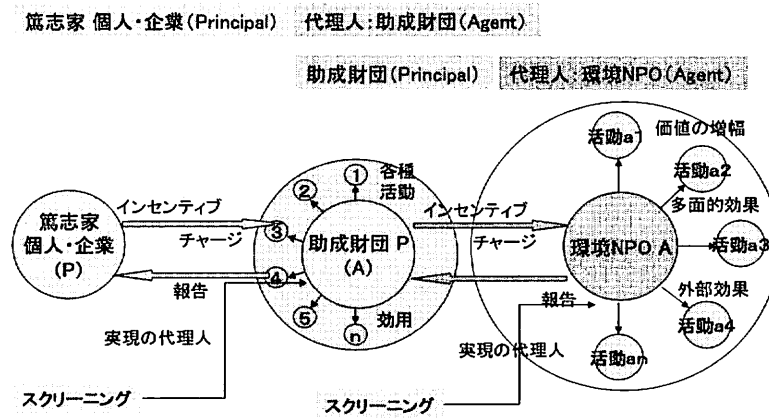 篤志家 個人・企業(Principal) 代理人:助成財団(Agent)
助成財団(Principal) 代理人:環境NPO(Agent)
活動a1 価値の増幅
活動a2
多面的効果
活動a3
外部効果
活動a4
活動an
環境NPO A
篤志家
個人・企業
(P)
インセンティブ
チャージ
報告
実現の代理人
スクリーニング
① 各種
活動
②
③
④
⑤
ⓝ
効用
助成財団 P
(A)
インセンティブ
チャージ
報告
実現の代理人
スクリーニング